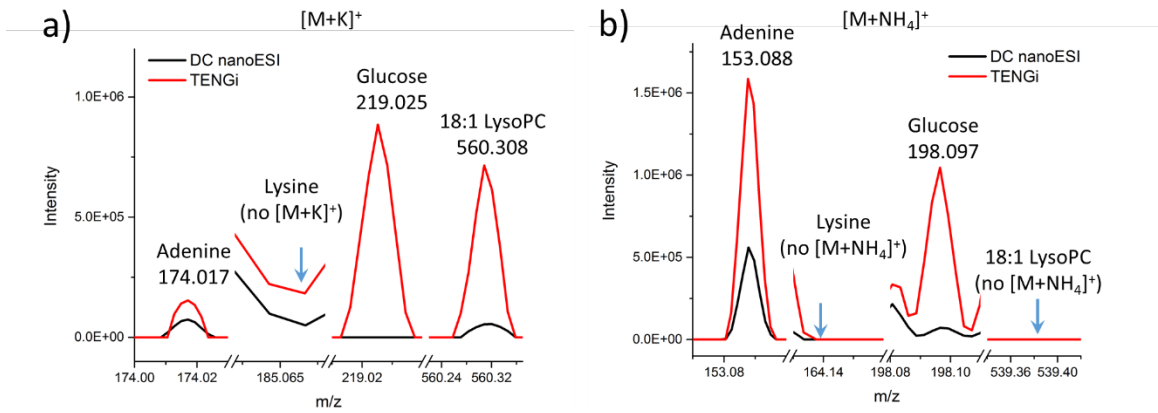 a)
[M+K]⁺
DC nanoESI
TENGi
Glucose
219.025
18:1 LysoPC
560.308
Lysine
(no [M+K]⁺)
Adenine
174.017
1.0E+06
5.0E+05
0.0E+00
Intensity
174.00 174.02 185.065 219.02 560.24 560.32
m/z
b)
[M+NH₄]⁺
Adenine
153.088
DC nanoESI
TENGi
Glucose
198.097
Lysine
(no [M+NH₄]⁺)
18:1 LysoPC
(no [M+NH₄]⁺)
1.5E+06
1.0E+06
5.0E+05
0.0E+00
Intensity
153.08 164.14 198.08 198.10 539.36 539.40
m/z